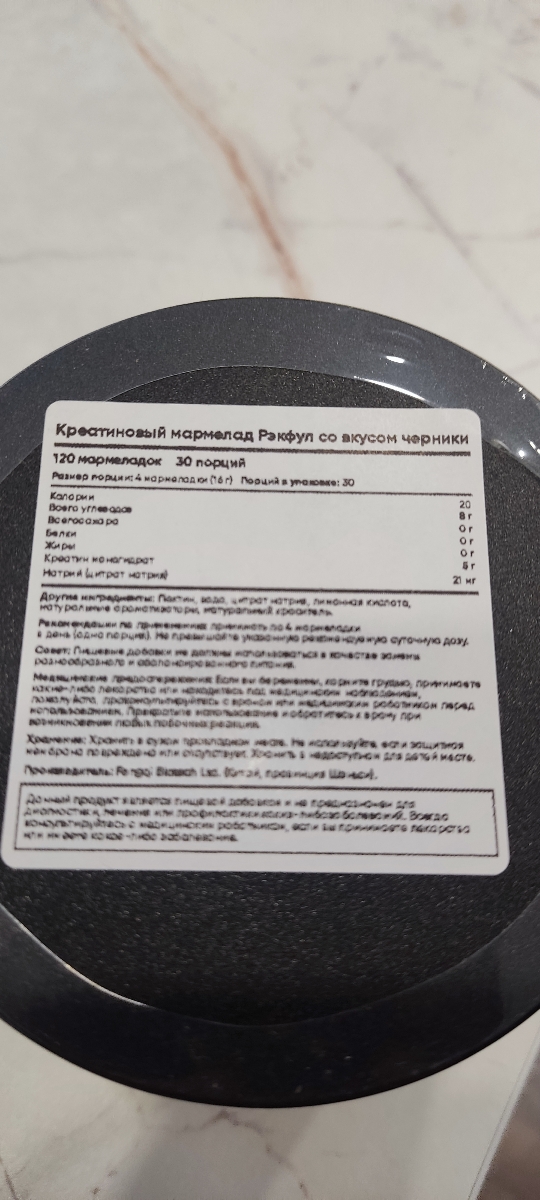 Креатиновый мармелад Рэкфул со вкусом черники
120 мармеладок 30 порций
Размер порции: 4 мармеладки (16 г) Порций в упаковке: 30
Калории 20
Всего углеводов 8 г
Всего сахара 0 г
Белки 0 г
Жиры 0 г
Креатин моногидрат 5 г
Натрий (цитрат натрия) 21 мг
Другие ингредиенты: Пектин, вода, цитрат натрия, лимонная кислота,
натуральные ароматизаторы, натуральный краситель.
Рекомендации по применению: принимать по 4 мармеладки
в день (одна порция). Не превышайте указанную рекомендуемую суточную дозу.
Совет: Пищевые добавки не должны использоваться в качестве замены
разнообразного и сбалансированного питания.
Медицинские предостережения: Если вы беременны, кормите грудью, принимаете
какие-либо лекарства или находитесь под медицинским наблюдением,
пожалуйста, проконсультируйтесь с врачом или медицинским работником перед
использованием. Прекратите использование и обратитесь к врачу при
возникновении любых побочных реакций.
Хранение: Хранить в сухом прохладном месте. Не используйте, если защитная
мембрана повреждена или отсутствует. Хранить в недоступном для детей месте.
Производитель: Biotech Ltd. (Китай, провинция Шэньси).
Данный продукт является пищевой добавкой и не предназначен для
диагностики, лечения или профилактики каких-либо заболеваний. Всегда
консультируйтесь с медицинским работником, если вы принимаете лекарства
или имеете какое-либо заболевание.